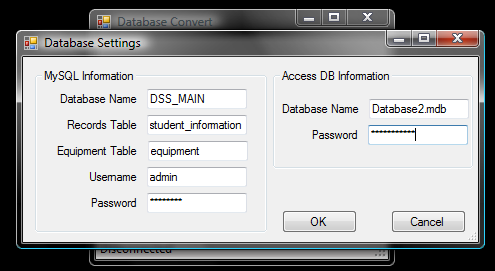 Database Convert
Database Settings
MySQL Information
Database Name DSS_MAIN
Records Table student_information
Equipment Table equipment
Username admin
Password ********
Access DB Information
Database Name Database2.mdb
Password ***********
OK Cancel
Disconnected